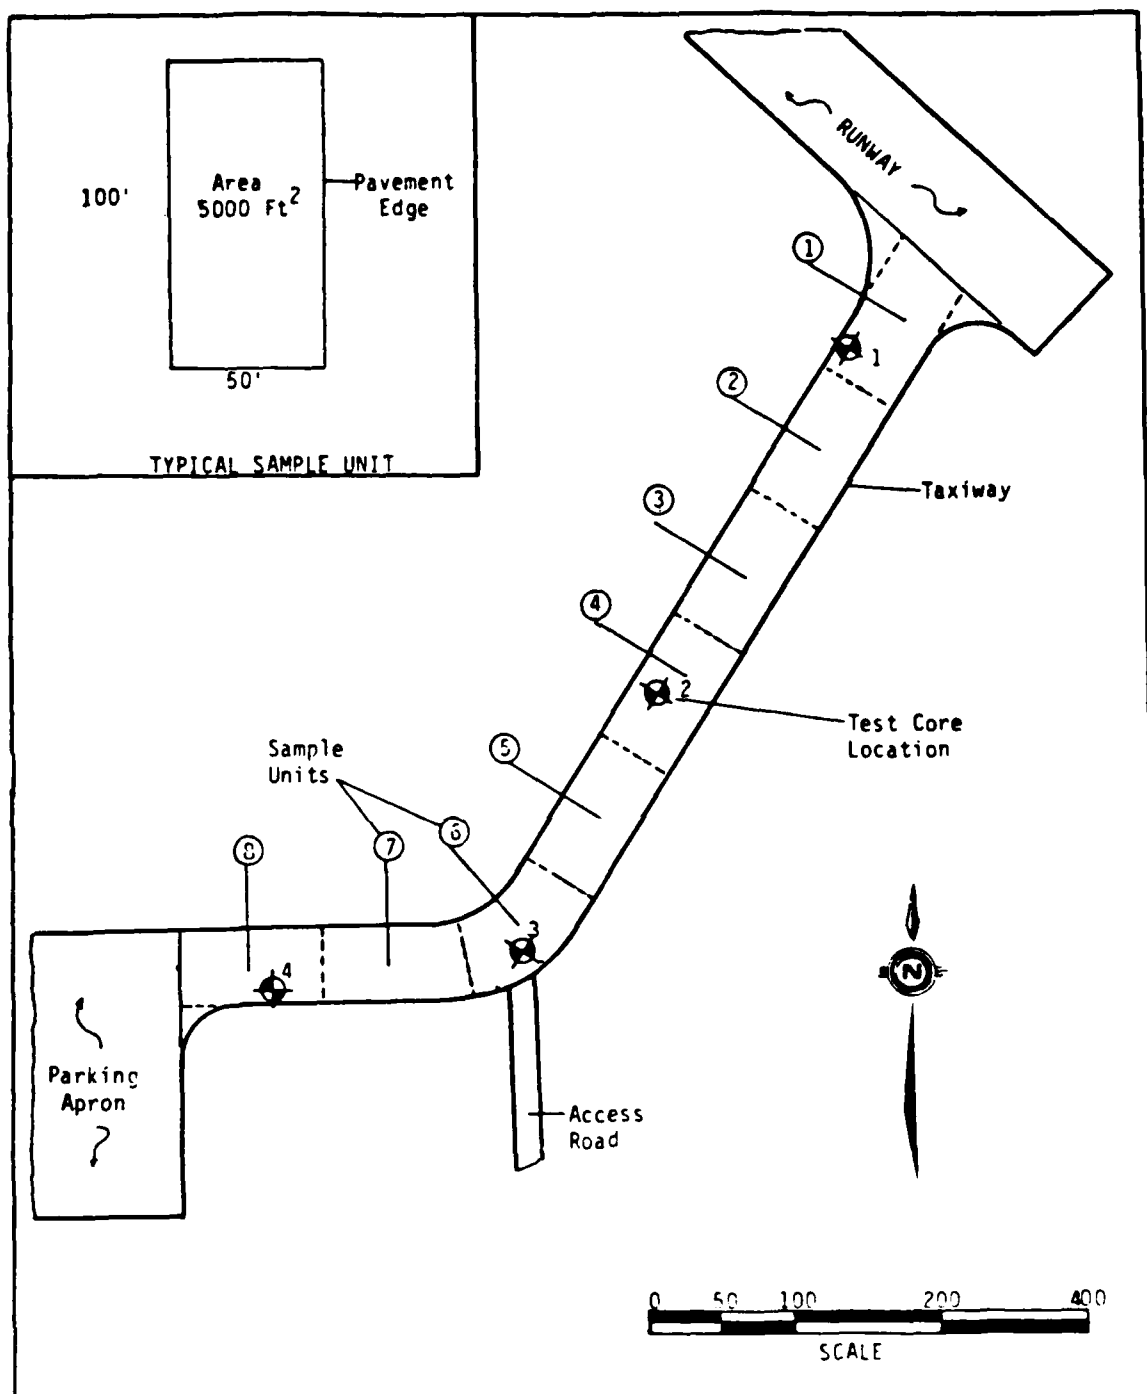 100'
Area
5000 Ft2
Pavement
Edge
50'
TYPICAL SAMPLE UNIT
RUNWAY
1
1
2
Taxiway
3
4
2
Test Core
Location
5
Sample
Units
6
7
8
3
4
N
Parking
Apron
Access
Road
0 50 100 200 400
SCALE